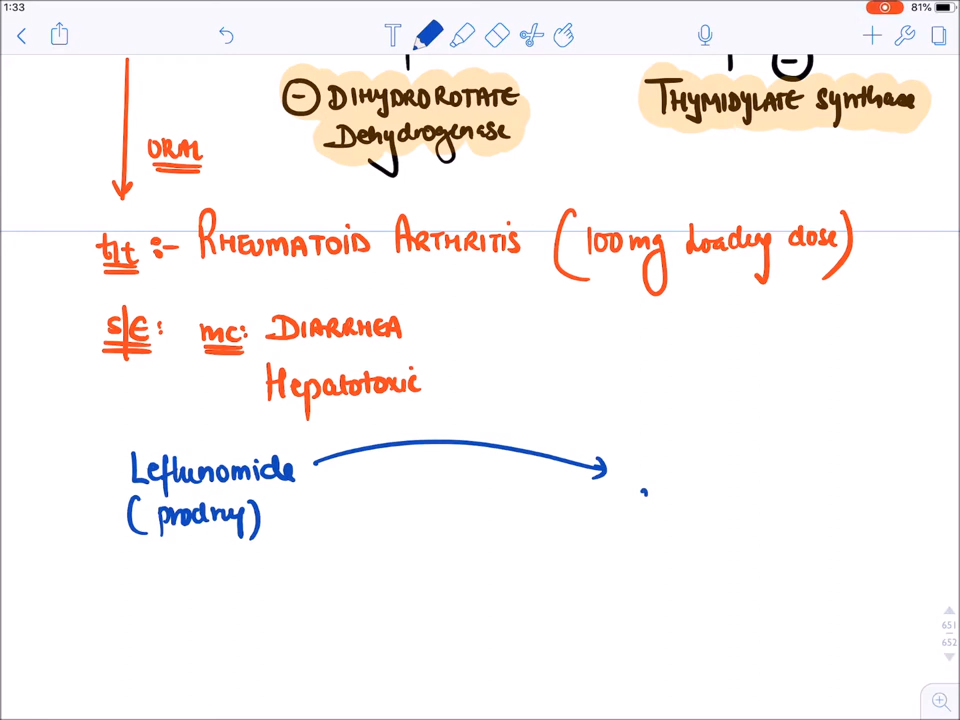 1:33
81%
T
⊖ DIHYDROROTATE
Dehydrogenase
⊖
THYMIDYLATE synthase
ORAL
t/t :- RHEUMATOID ARTHRITIS (100mg loading dose)
S/E: mc: DIARRHEA
Hepatotoxic
Leflunomide
(prodrug)
651
652